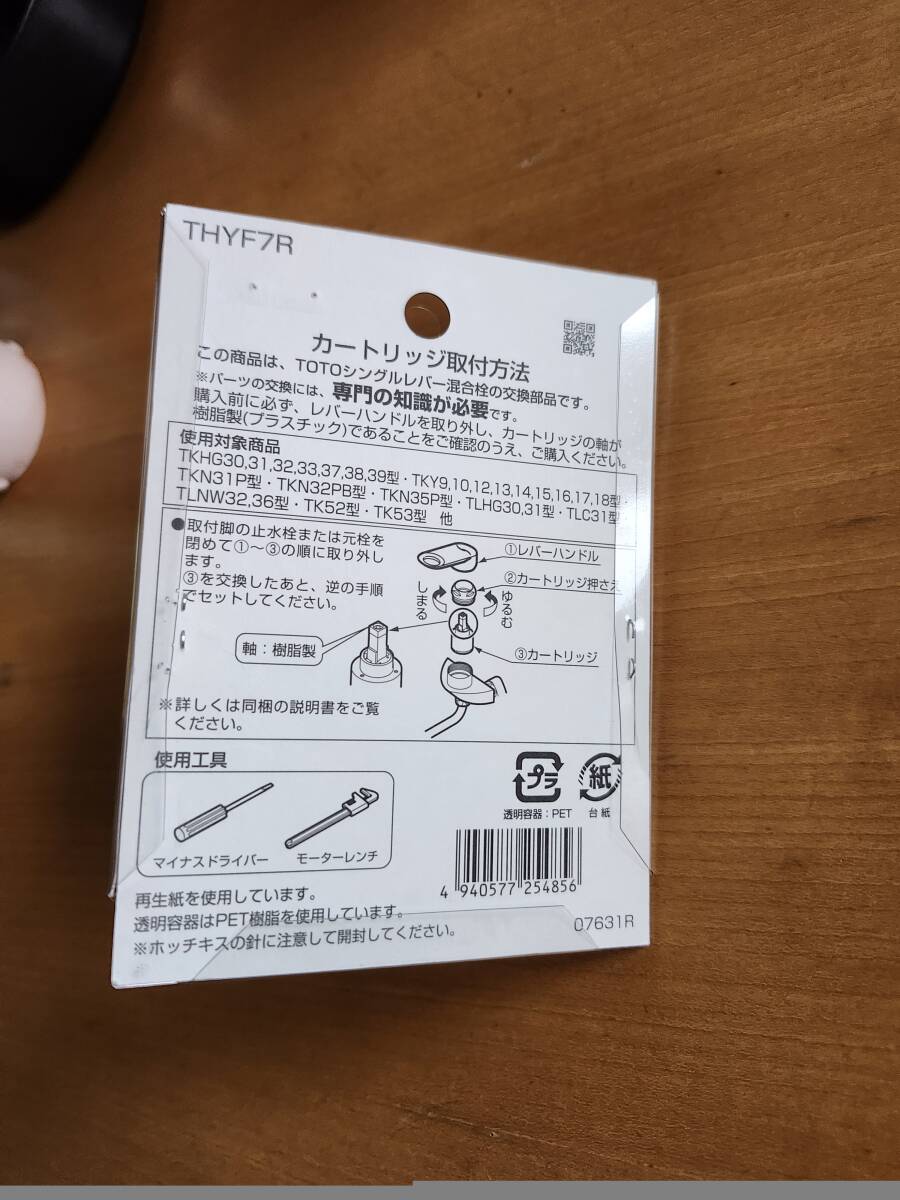 THYF7R
カートリッジ取付方法
この商品は、TOTOシングルレバー混合栓の交換部品です。
※パーツの交換には、専門の知識が必要です。
購入前に必ず、レバーハンドルを取り外し、カートリッジの軸が
樹脂製(プラスチック)であることをご確認のうえ、ご購入ください。
使用対象商品
TKHG30,31,32,33,37,38,39型・TKY9,10,12,13,14,15,16,17,18型・
TKN31P型・TKN32PB型・TKN35P型・TLHG30,31型・TLC31型・
TLNW32,36型・TK52型・TK53型 他
●取付脚の止水栓または元栓を
閉めて①～③の順に取り外し
ます。
③を交換したあと、逆の手順
でセットしてください。
①レバーハンドル
②カートリッジ押さえ
しまる
ゆるむ
軸：樹脂製
③カートリッジ
※詳しくは同梱の説明書をご覧
ください。
使用工具
マイナスドライバー
モーターレンチ
プラ
紙
透明容器：PET
台紙
4 940577 254856
再生紙を使用しています。
透明容器はPET樹脂を使用しています。
※ホッチキスの針に注意して開封してください。
07631R